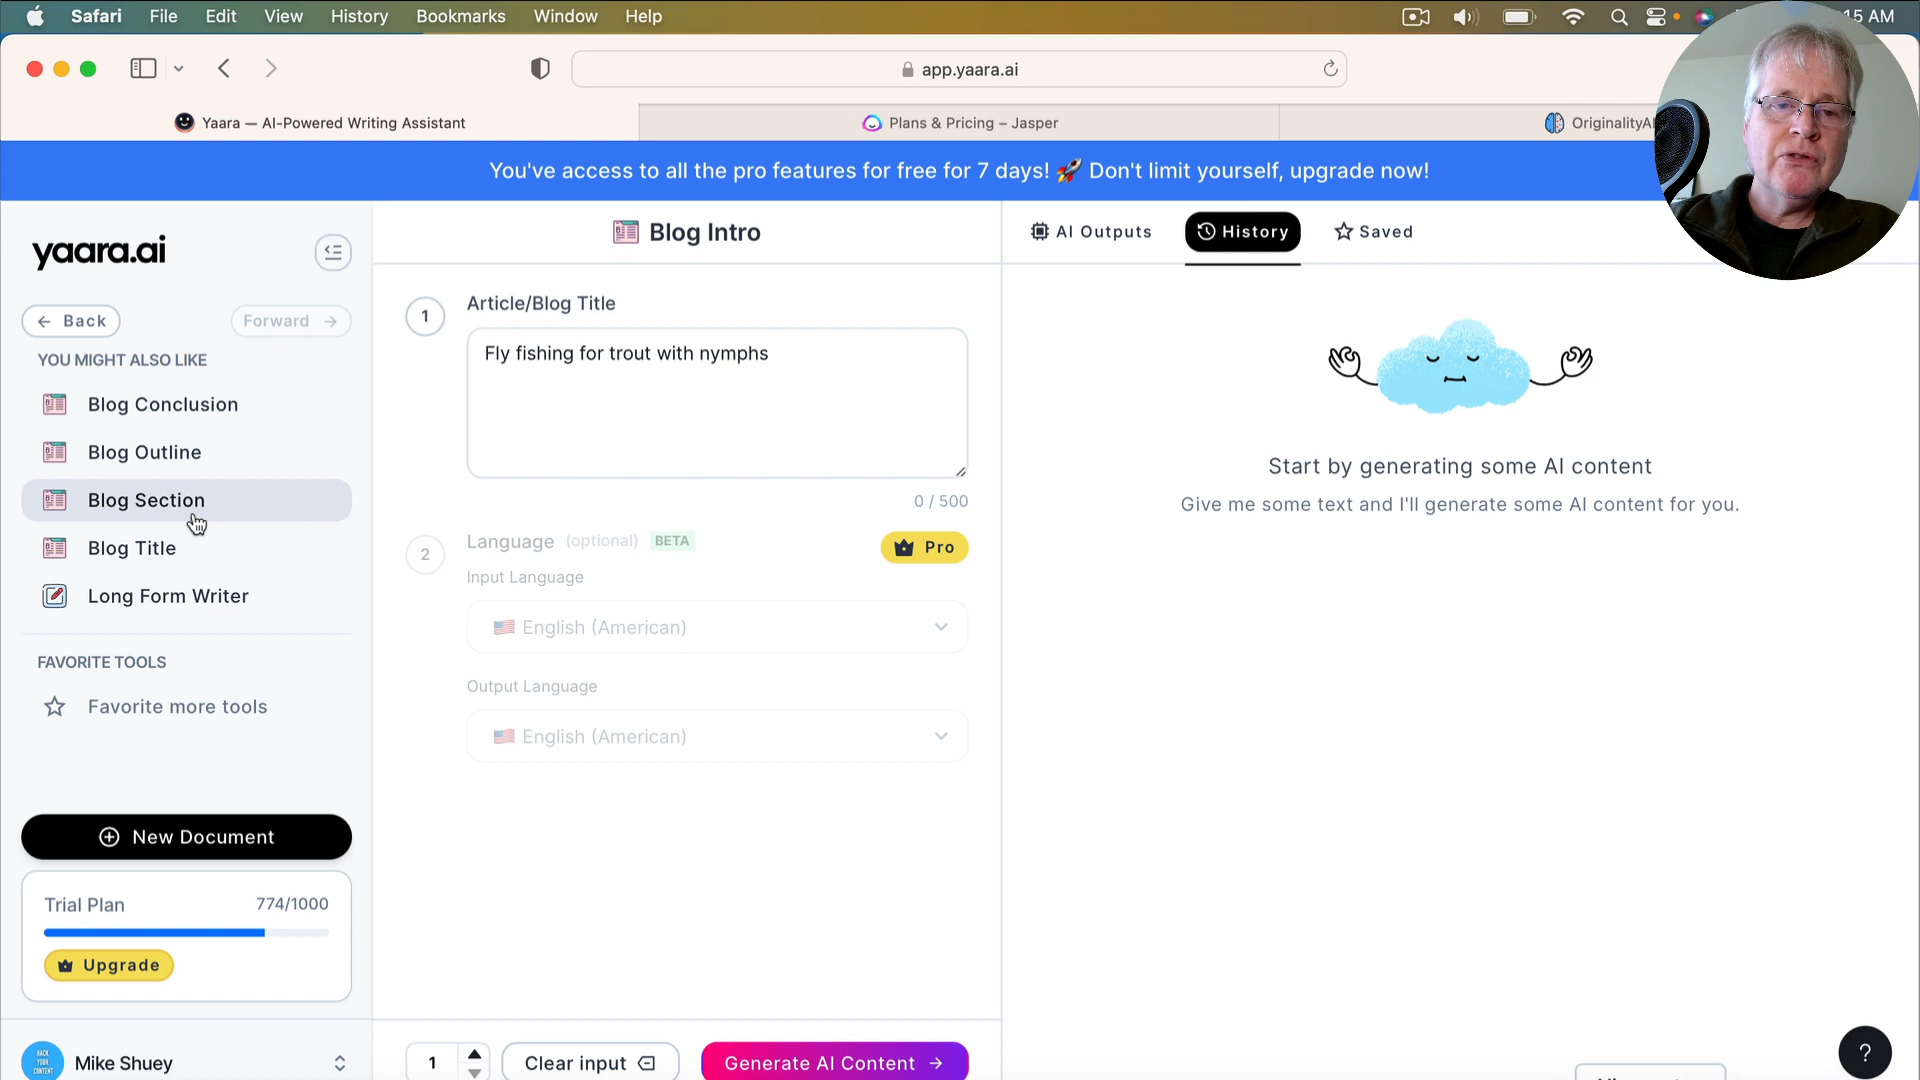 Safari File Edit View History Bookmarks Window Help
15 AM
app.yaara.ai
Yaara — AI-Powered Writing Assistant
Plans & Pricing – Jasper
OriginalityAI
You've access to all the pro features for free for 7 days! 🚀 Don't limit yourself, upgrade now!
yaara.ai
Back
Forward
YOU MIGHT ALSO LIKE
Blog Conclusion
Blog Outline
Blog Section
Blog Title
Long Form Writer
FAVORITE TOOLS
Favorite more tools
New Document
Trial Plan 774/1000
Upgrade
HACK YOUR CONTENT
Mike Shuey
Blog Intro
1 Article/Blog Title
Fly fishing for trout with nymphs
0 / 500
2 Language (optional) BETA
Pro
Input Language
English (American)
Output Language
English (American)
1
Clear input
Generate AI Content
AI Outputs
History
Saved
Start by generating some AI content
Give me some text and I'll generate some AI content for you.
?